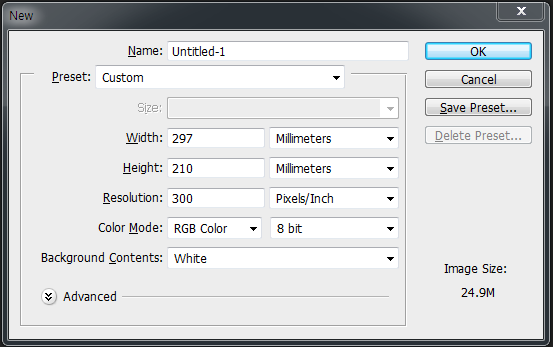 New
Name: Untitled-1
OK
Preset: Custom
Cancel
Size:
Save Preset...
Width: 297 Millimeters
Delete Preset...
Height: 210 Millimeters
Resolution: 300 Pixels/Inch
Color Mode: RGB Color 8 bit
Background Contents: White
Image Size:
24.9M
Advanced